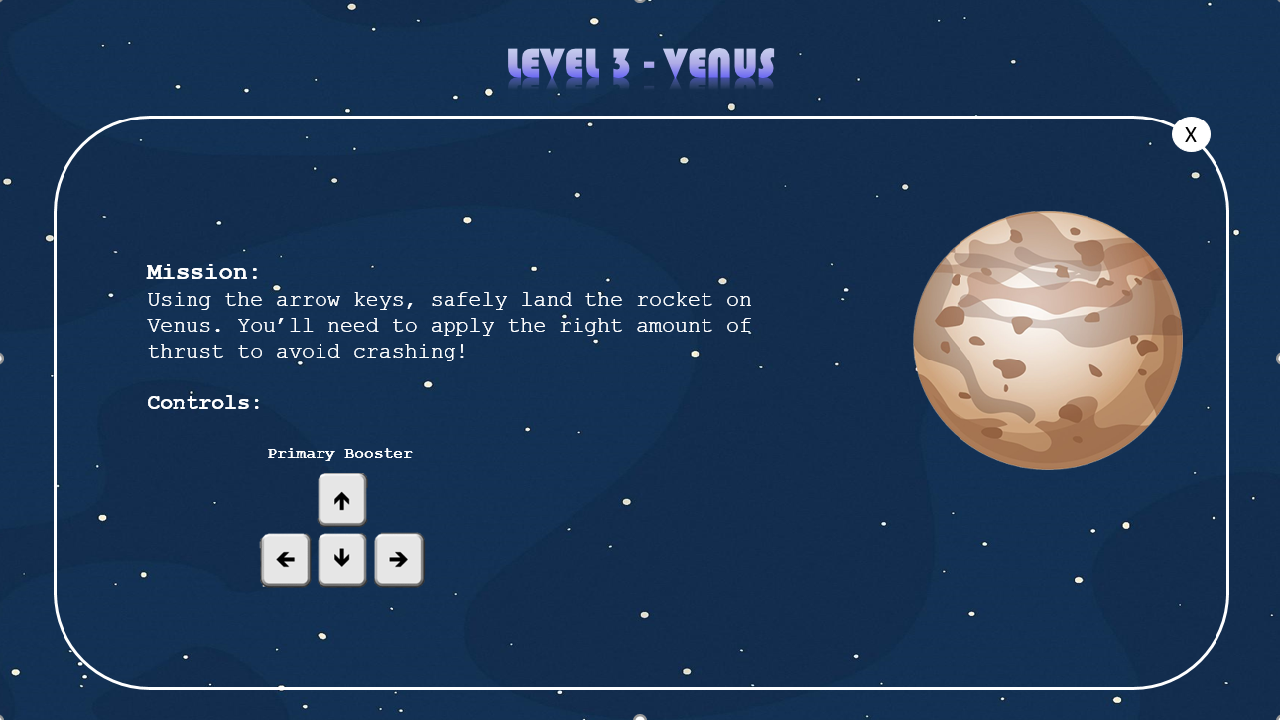 LEVEL 3 - VENUS
X
Mission:
Using the arrow keys, safely land the rocket on
Venus. You’ll need to apply the right amount of
thrust to avoid crashing!
Controls:
Primary Booster
↑
← ↓ →